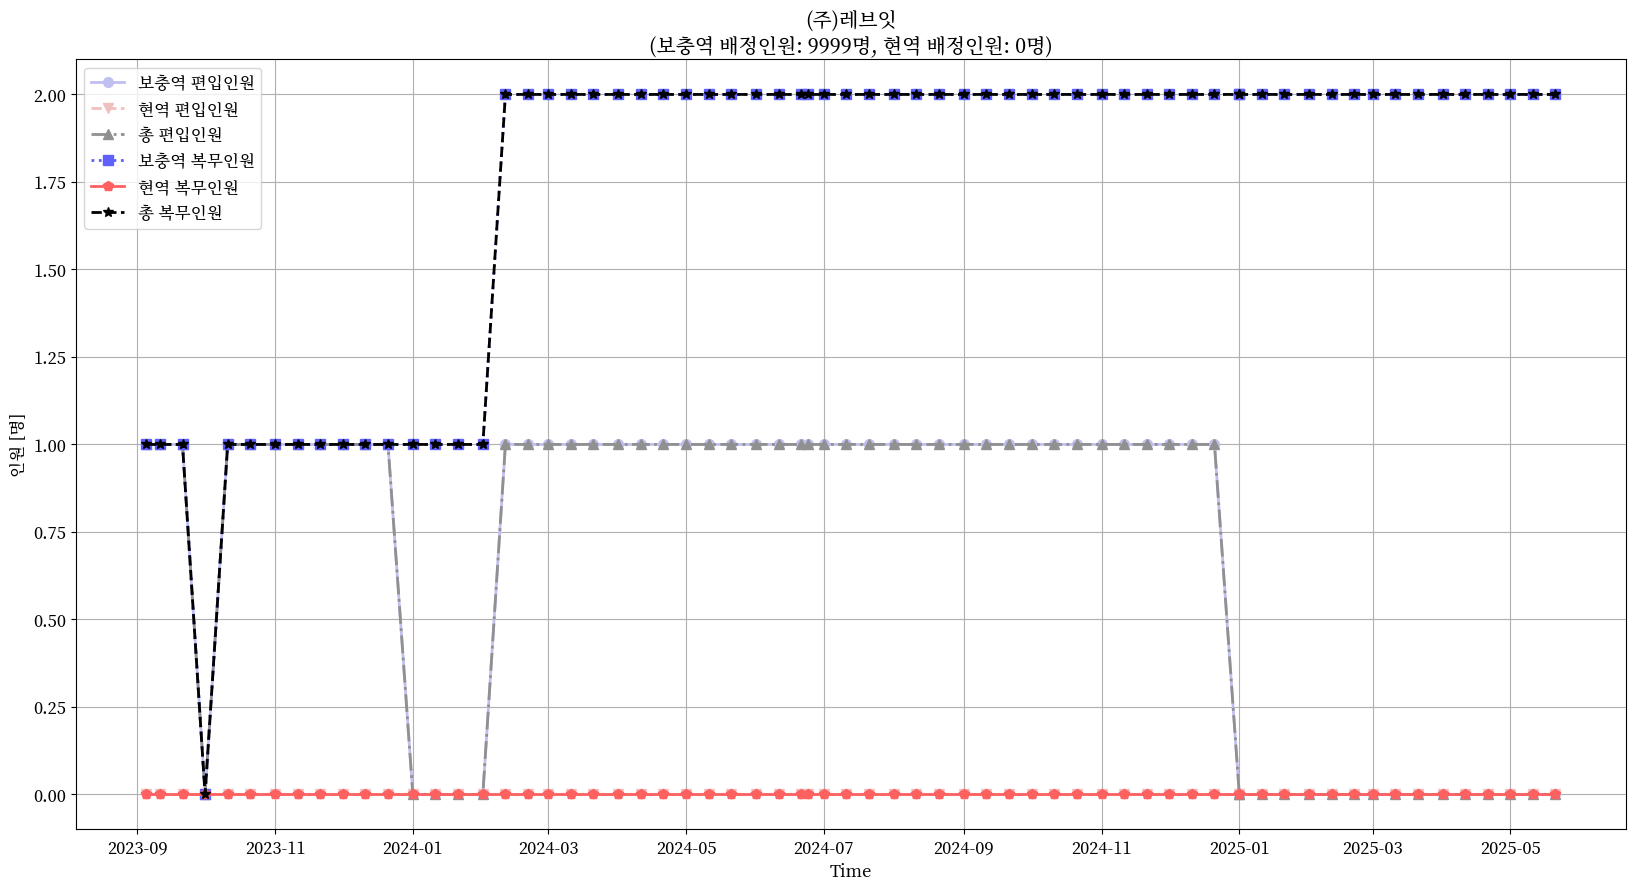 (주)레브잇
(보충역 배정인원: 9999명, 현역 배정인원: 0명)
보충역 편입인원
현역 편입인원
총 편입인원
보충역 복무인원
현역 복무인원
총 복무인원
인원 [명]
2.00
1.75
1.50
1.25
1.00
0.75
0.50
0.25
0.00
2023-09
2023-11
2024-01
2024-03
2024-05
2024-07
2024-09
2024-11
2025-01
2025-03
2025-05
Time